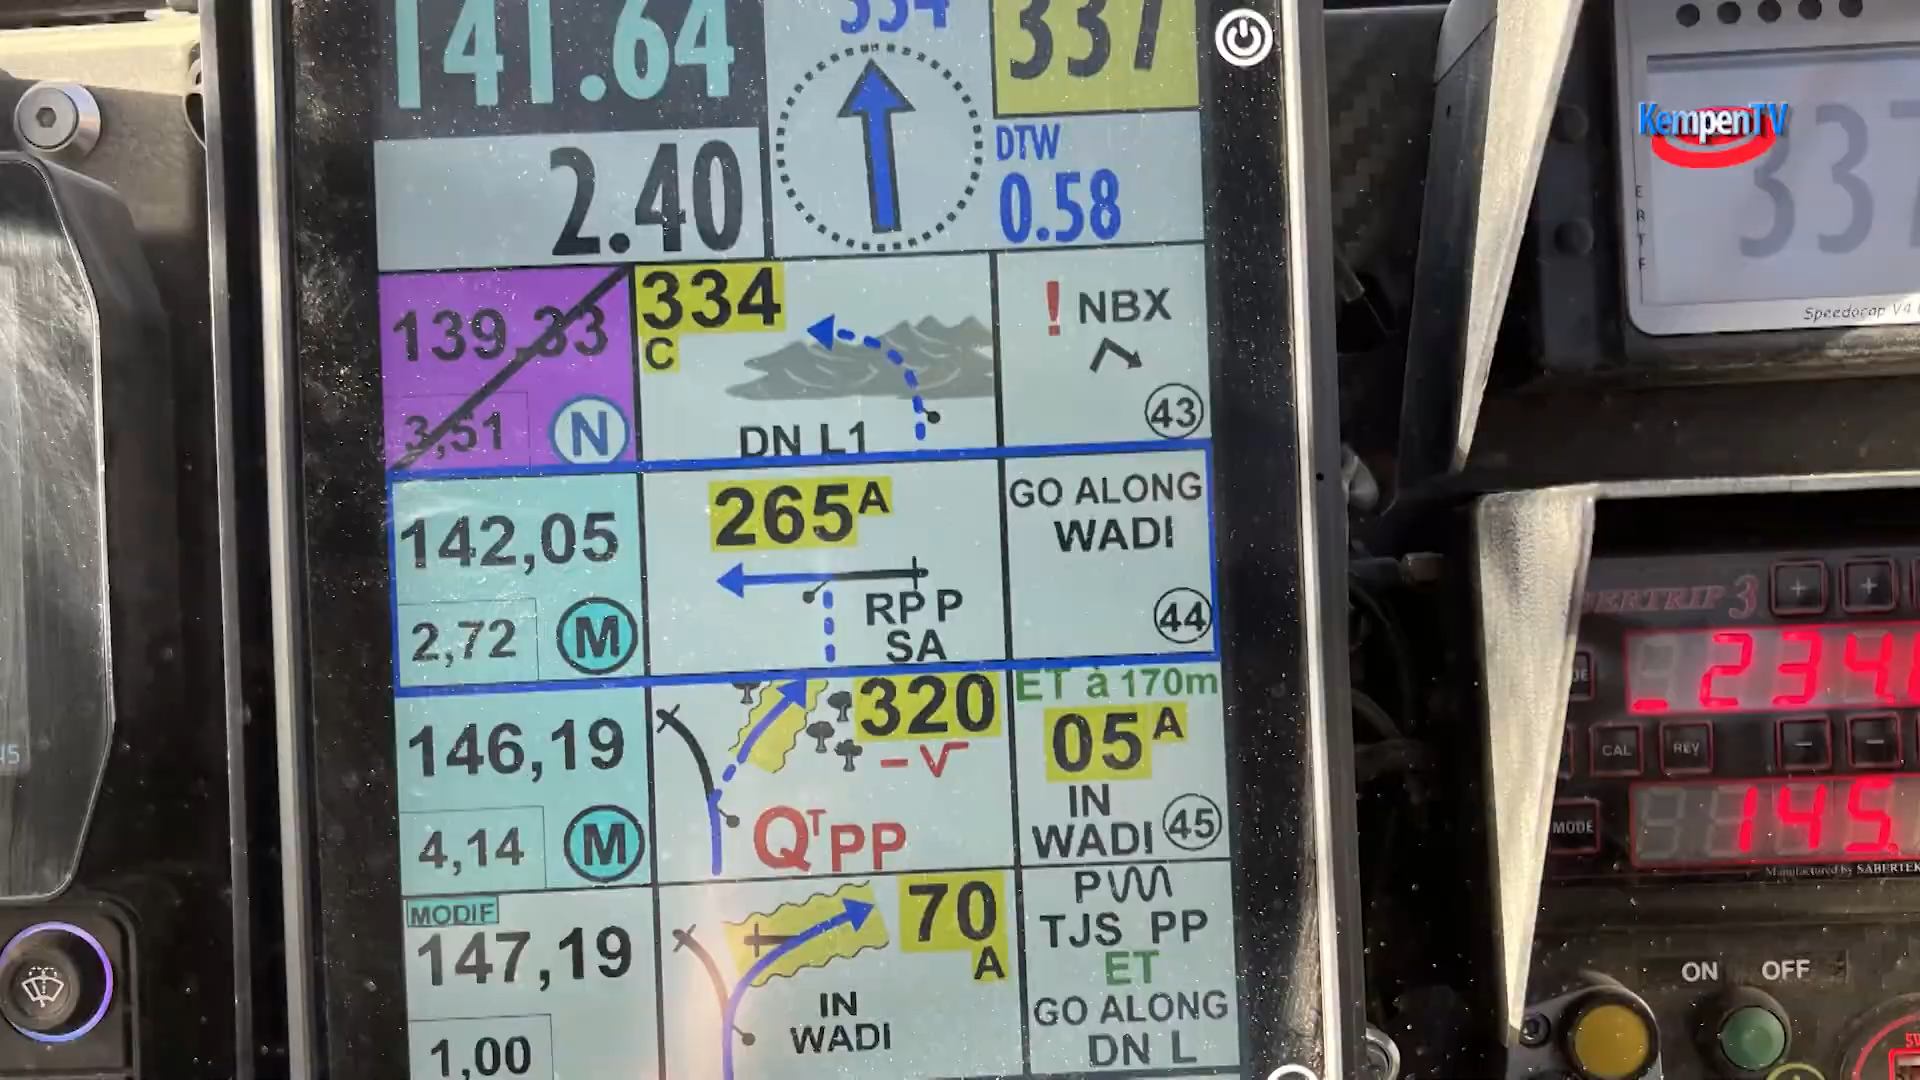 141.64
334
337
2.40
DTW
0.58
KempenTV
337
Speedocap V4
139,33
334
C
! NBX
3,51
N
DN L1
43
142,05
265A
GO ALONG
WADI
2,72
M
RP P
SA
44
146,19
320
-√
ET à 170m
05A
IN
WADI
45
4,14
M
QT PP
MODIF
147,19
70
A
P
TJS PP
ET
GO ALONG
DN L
1,00
IN
WADI
234
CAL
REV
145.
MODE
Manufactured by SABERTEK
ON OFF